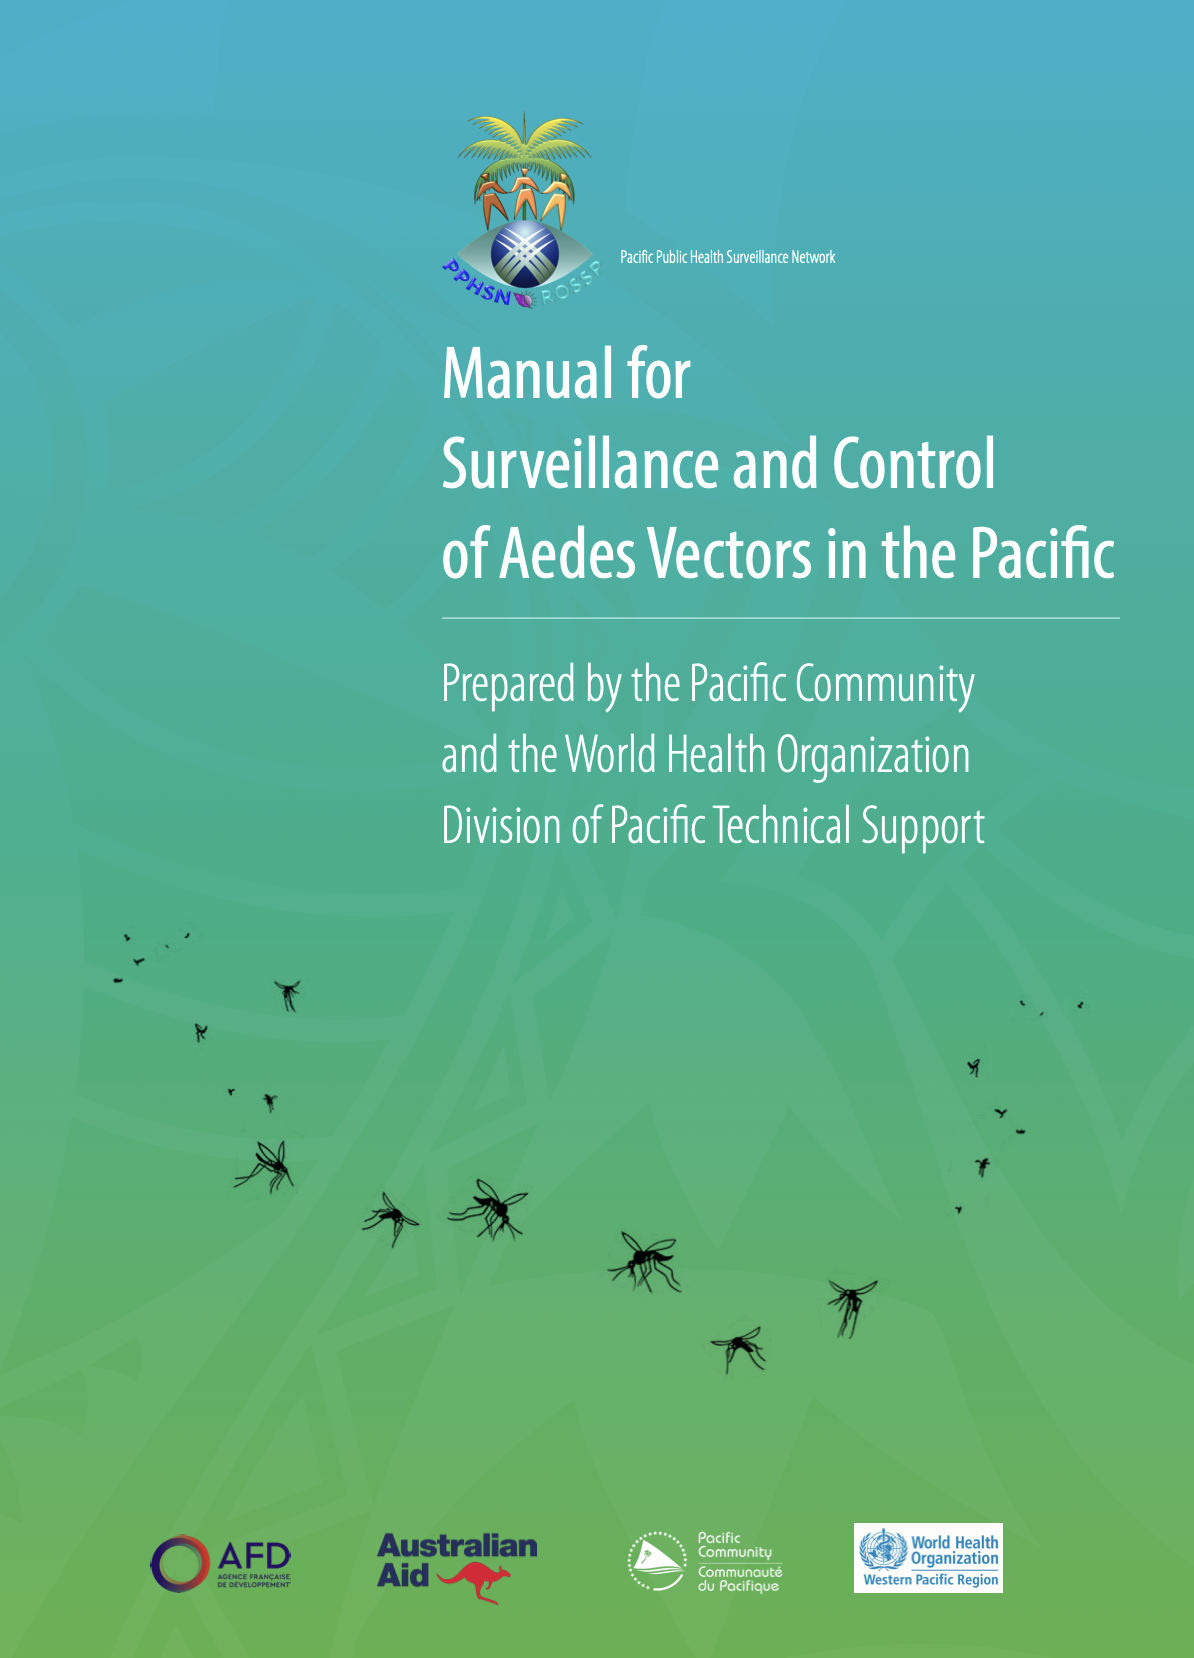 PPHSN ROSSP
Pacific Public Health Surveillance Network
Manual for
Surveillance and Control
of Aedes Vectors in the Pacific
Prepared by the Pacific Community
and the World Health Organization
Division of Pacific Technical Support
AFD
AGENCE FRANÇAISE
DE DÉVELOPPEMENT
Australian
Aid
Pacific
Community
Communauté
du Pacifique
World Health
Organization
Western Pacific Region